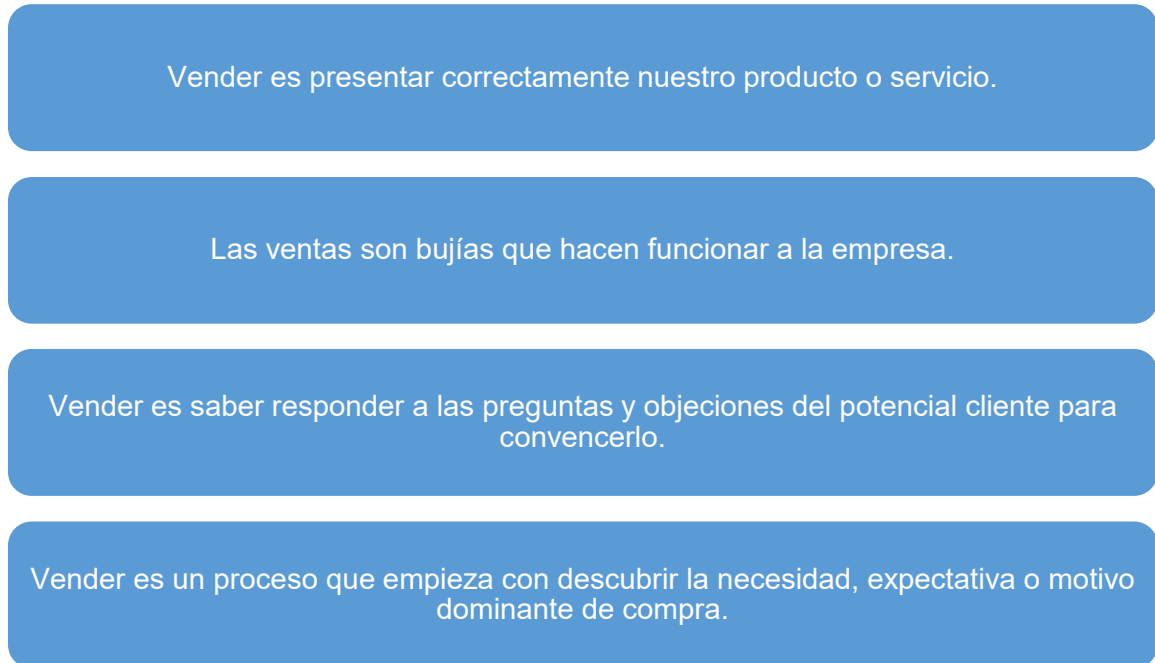 Vender es presentar correctamente nuestro producto o servicio.
Las ventas son bujías que hacen funcionar a la empresa.
Vender es saber responder a las preguntas y objeciones del potencial cliente para
convencerlo.
Vender es un proceso que empieza con descubrir la necesidad, expectativa o motivo
dominante de compra.